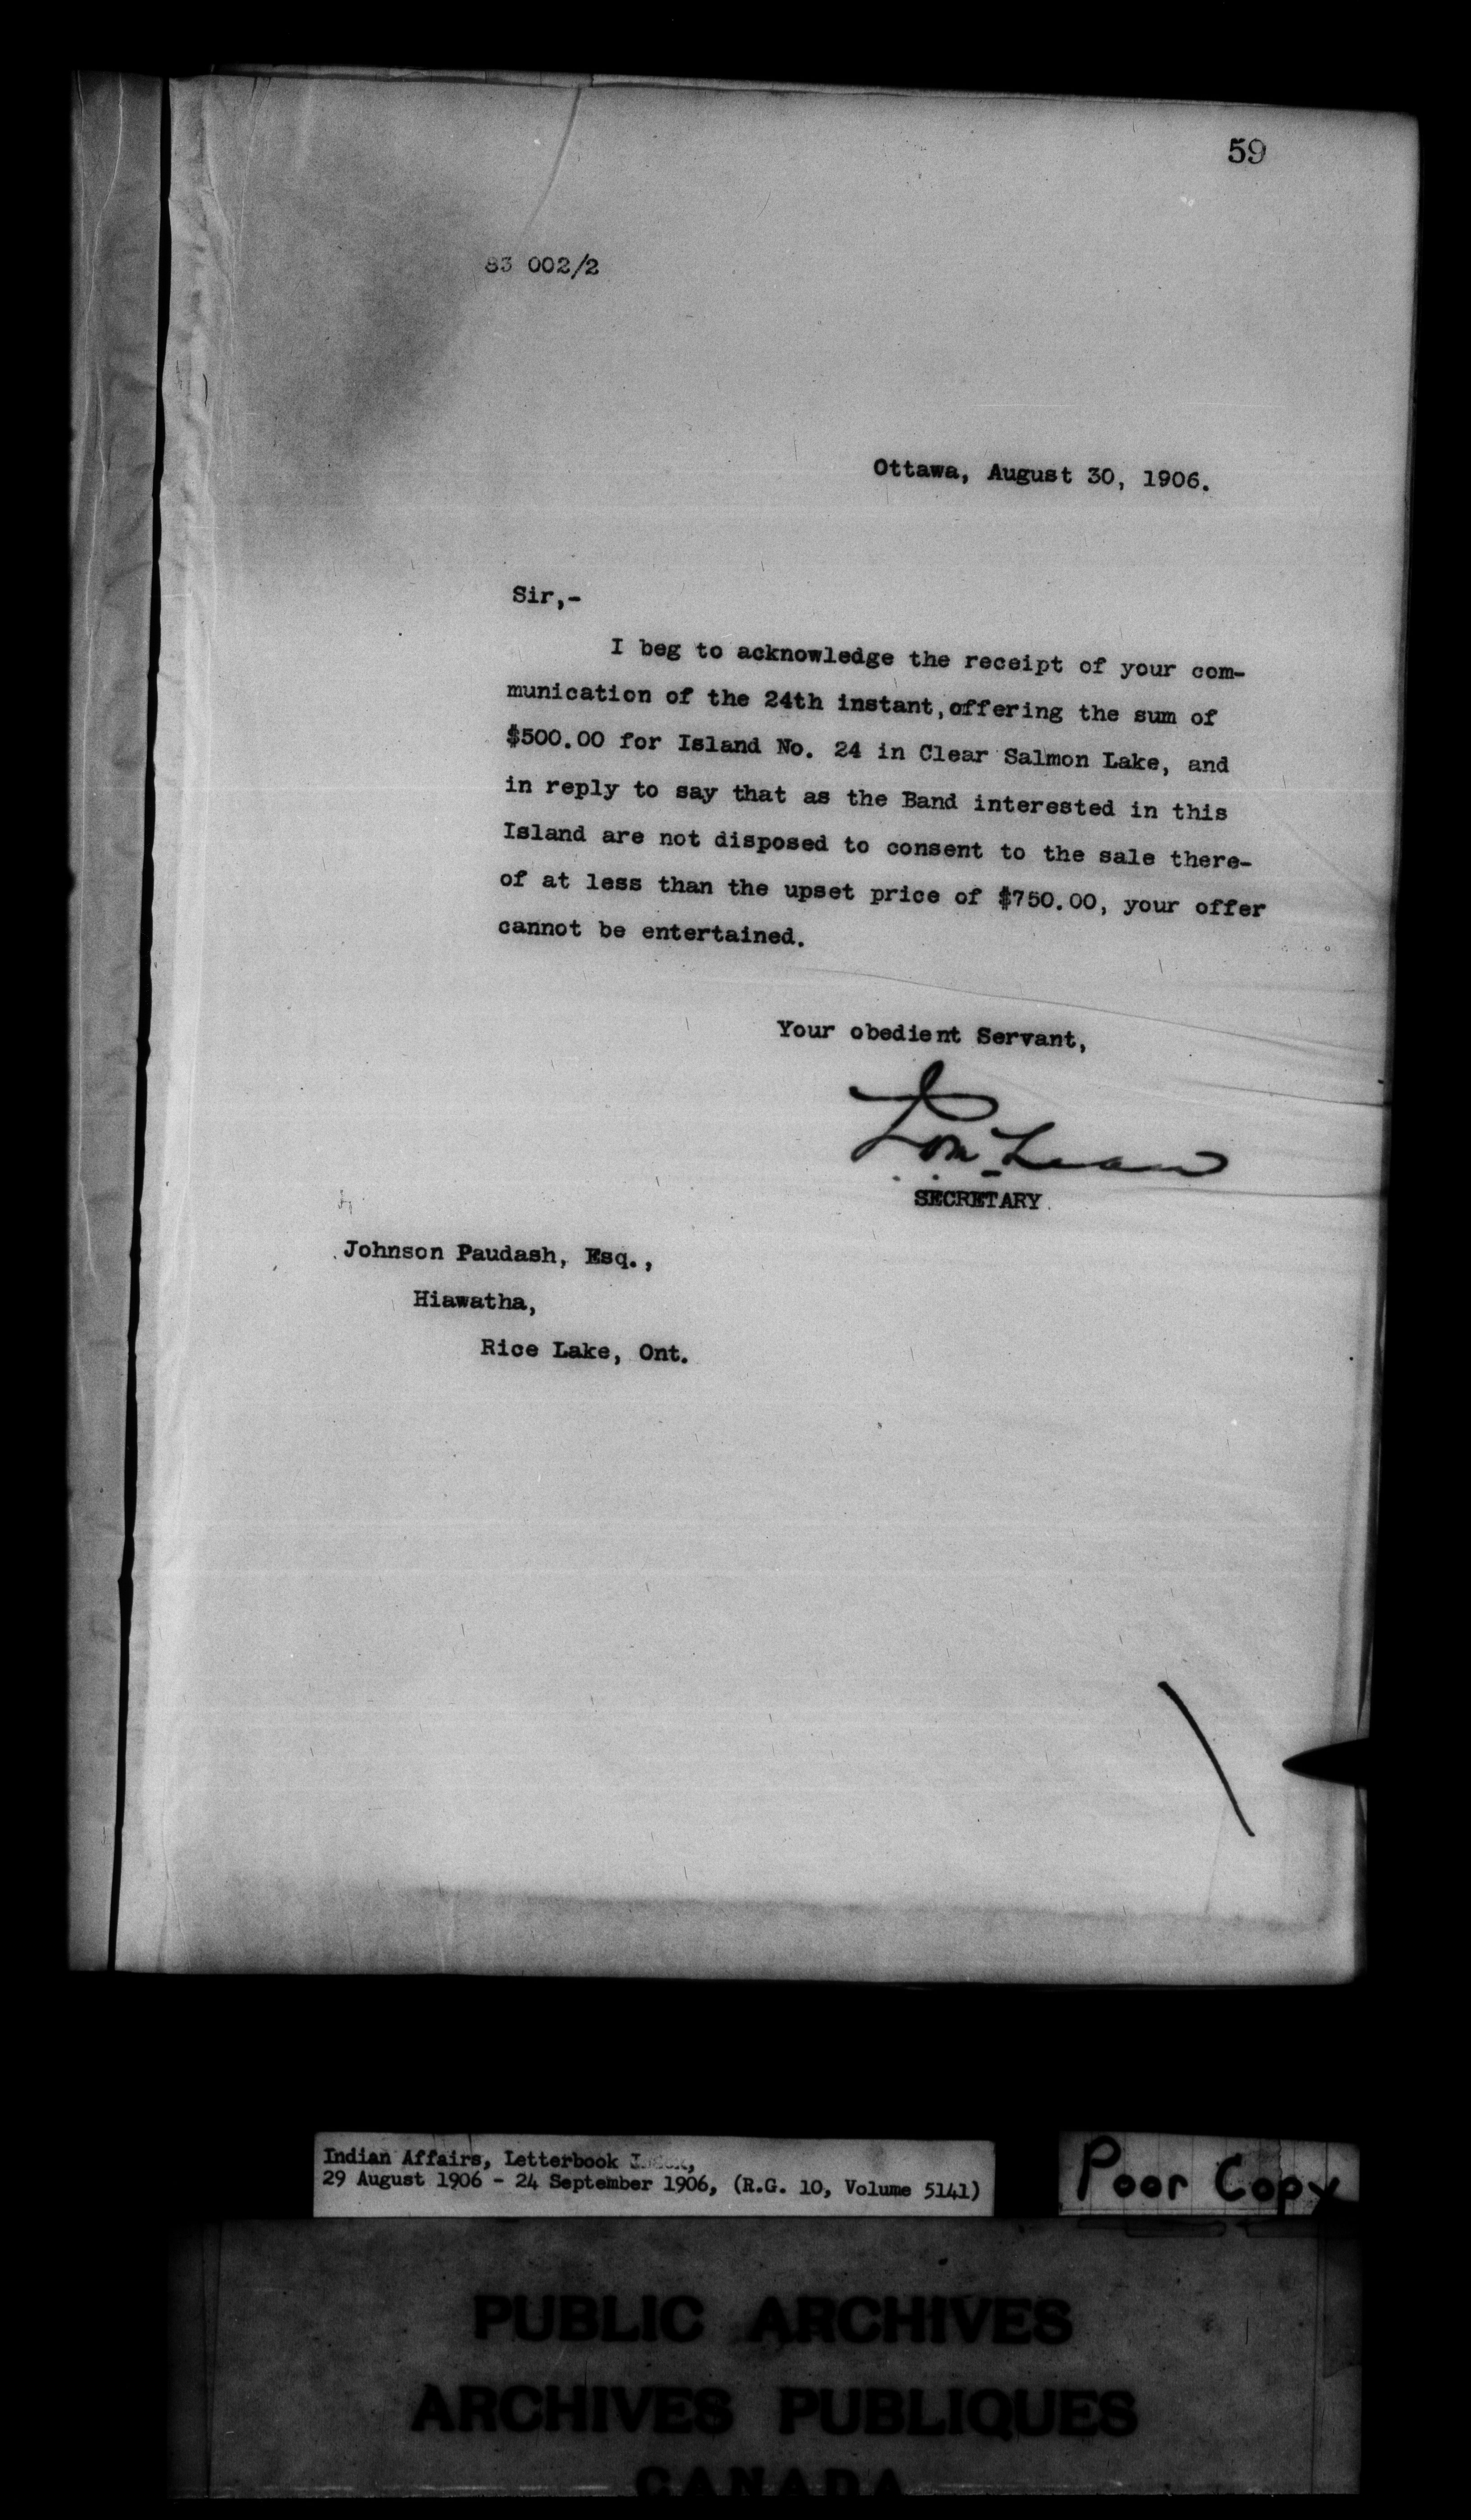 59
83 002/2
Ottawa, August 30, 1906.
Sir,-
I beg to acknowledge the receipt of your com-
munication of the 24th instant, offering the sum of
$500.00 for Island No. 24 in Clear Salmon Lake, and
in reply to say that as the Band interested in this
Island are not disposed to consent to the sale there-
of at less than the upset price of $750.00, your offer
cannot be entertained.
Your obedient Servant,
SECRETARY.
Johnson Paudash, Esq.,
Hiawatha,
Rice Lake, Ont.
Indian Affairs, Letterbook
29 August 1906 - 24 September 1906, (R.G. 10, Volume 5141)
Poor Copy
PUBLIC ARCHIVES
ARCHIVES PUBLIQUES
CANADA